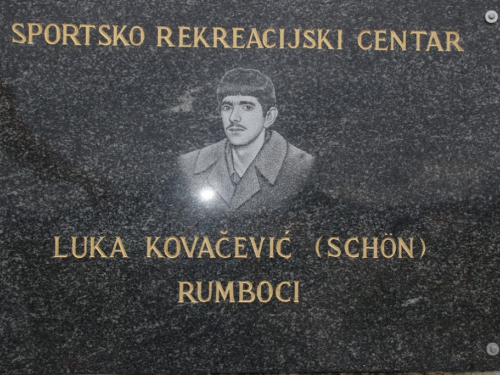 SPORTSKO REKREACIJSKI CENTAR
LUKA KOVAČEVIĆ (SCHÖN)
RUMBOCI